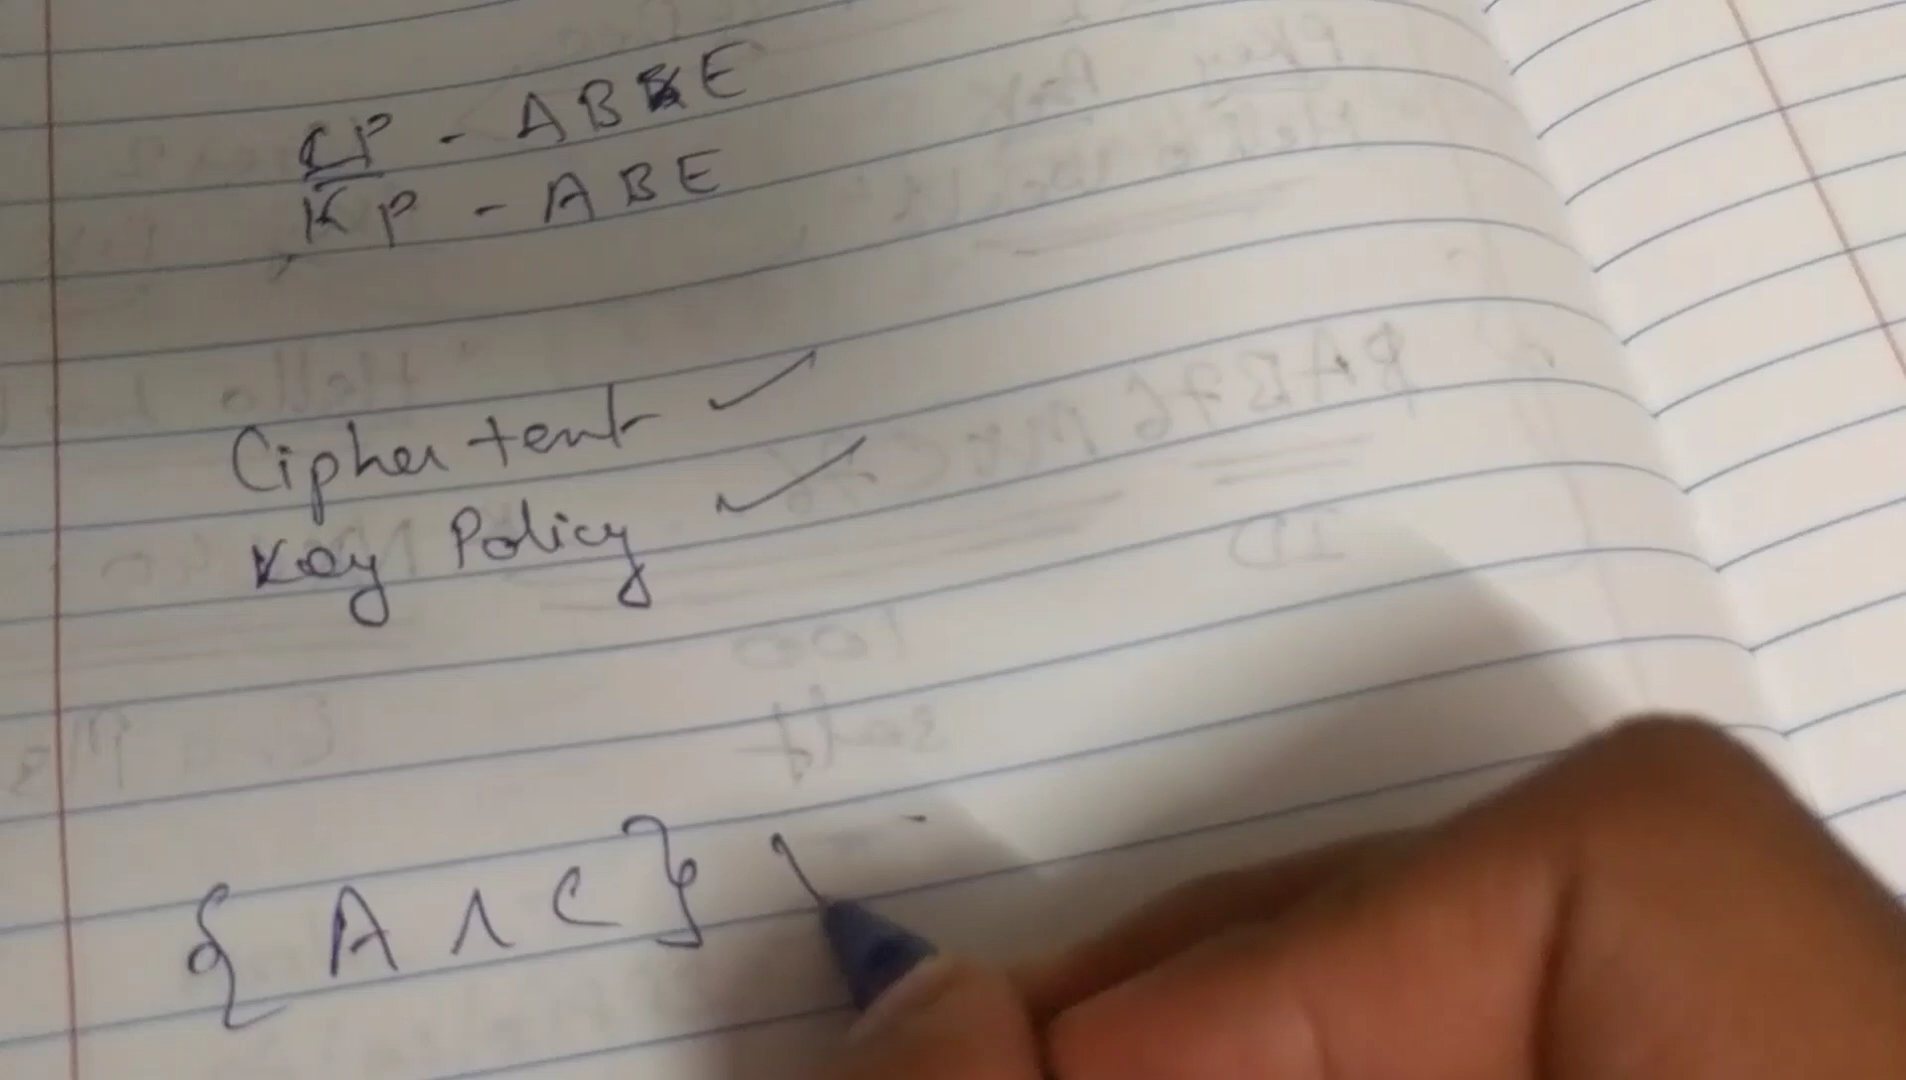 CP - ABE
KP - ABE
Ciphertext ✓
Key Policy ✓
{ A ∧ C } \